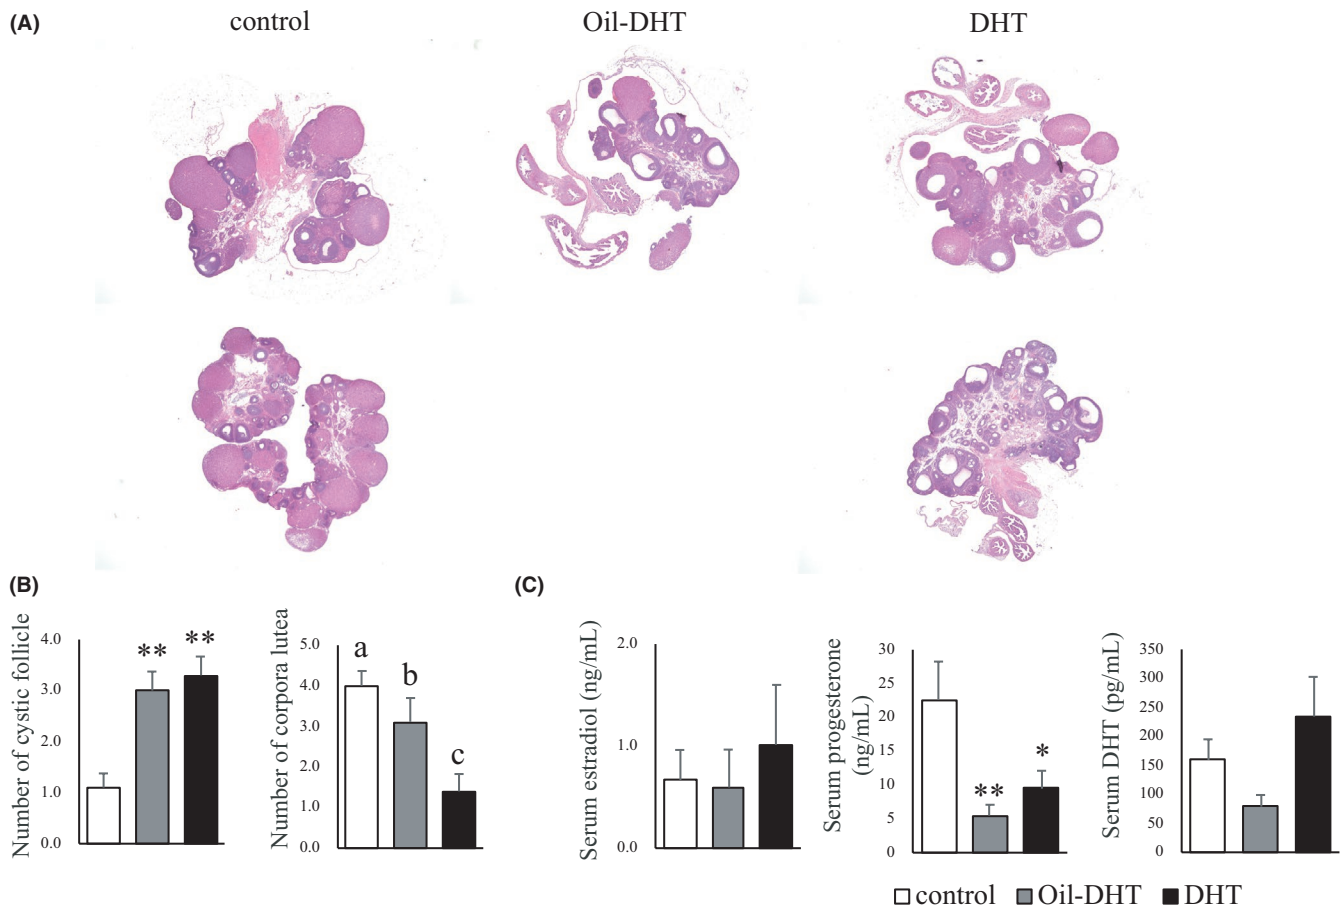 (A)
control
Oil-DHT
DHT
(B)
Number of cystic follicle
4.0
3.0
2.0
1.0
0.0
**
**
Number of corpora lutea
5.0
4.0
3.0
2.0
1.0
0.0
a
b
c
(C)
Serum estradiol (ng/mL)
2.0
1.0
0.0
Serum progesterone
(ng/mL)
30
25
20
15
10
5
0
**
*
Serum DHT (pg/mL)
350
300
250
200
150
100
50
0
control Oil-DHT DHT